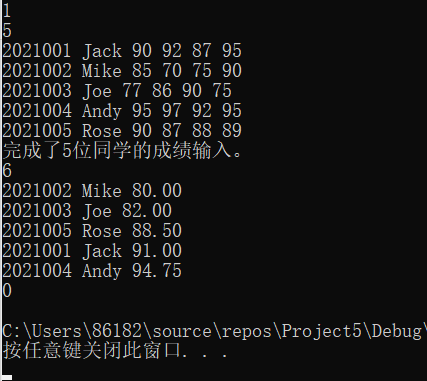 1
5
2021001 Jack 90 92 87 95
2021002 Mike 85 70 75 90
2021003 Joe 77 86 90 75
2021004 Andy 95 97 92 95
2021005 Rose 90 87 88 89
完成了5位同学的成绩输入。
6
2021002 Mike 80.00
2021003 Joe 82.00
2021005 Rose 88.50
2021001 Jack 91.00
2021004 Andy 94.75
0
C:\Users\86182\source\repos\Project5\Debug\
按任意键关闭此窗口. . .